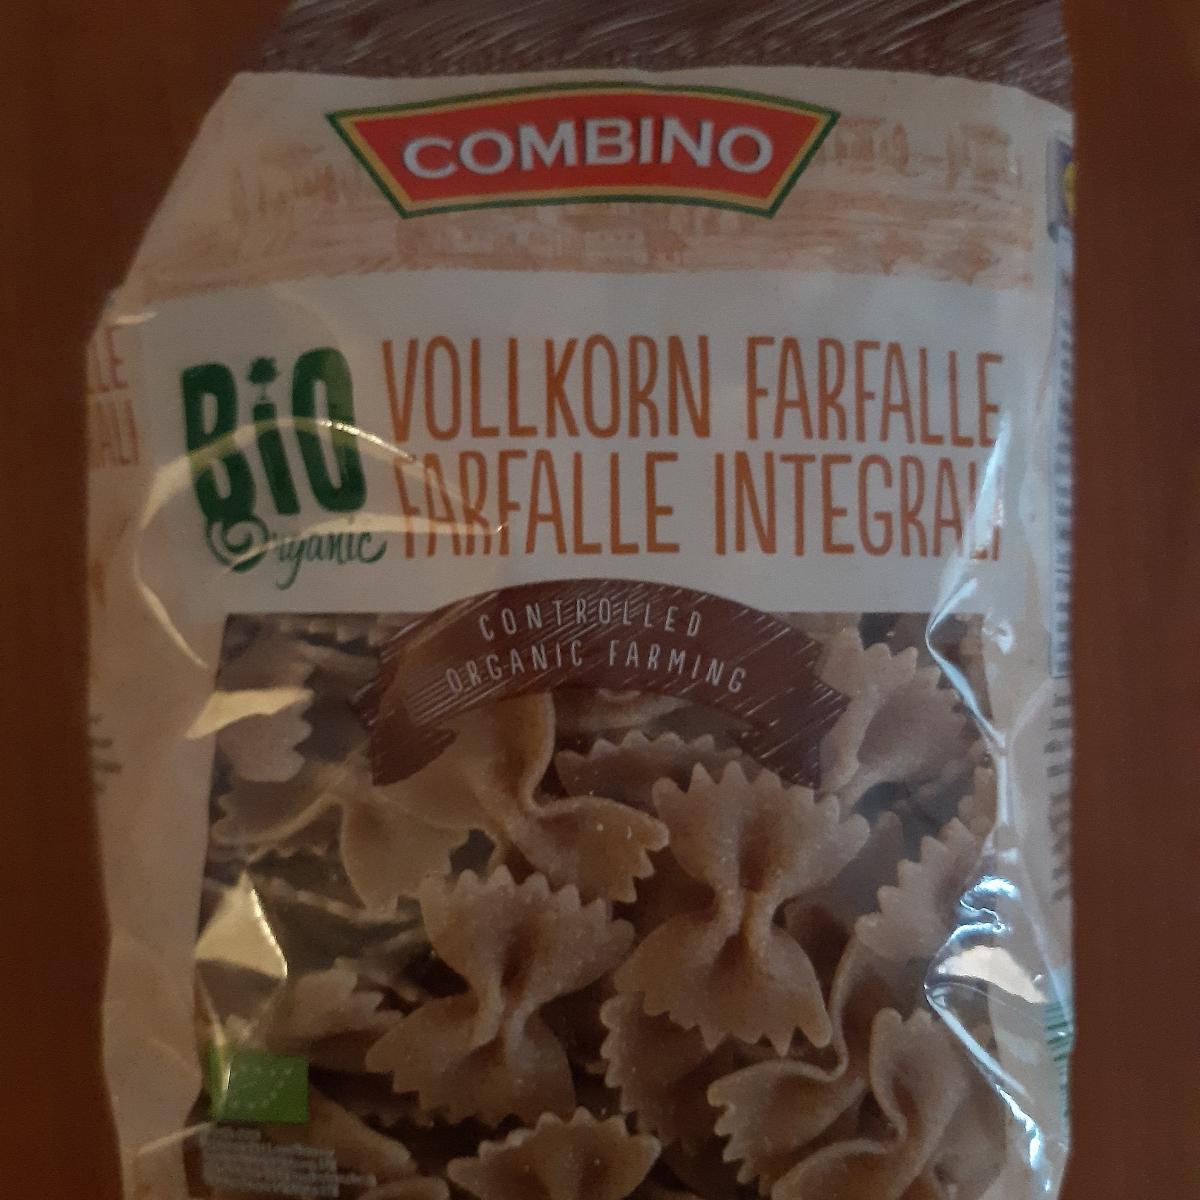 COMBINO
BiO
Organic
VOLLKORN FARFALLE
FARFALLE INTEGRALI
CONTROLLED
ORGANIC FARMING